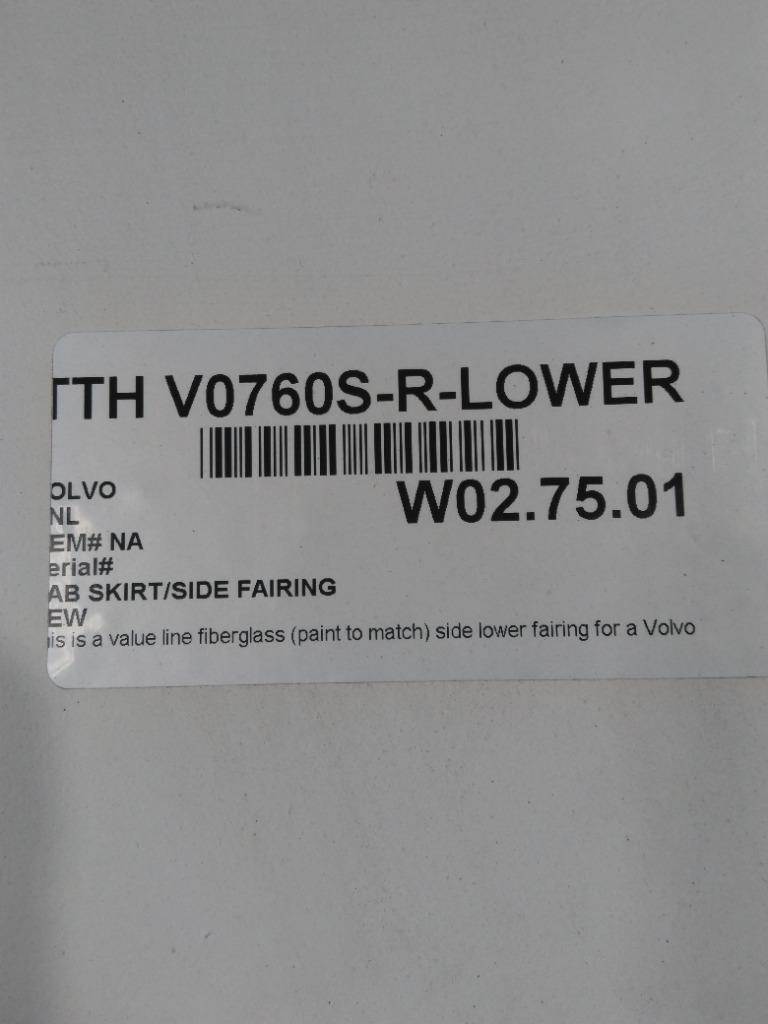 TTH V0760S-R-LOWER
OLVO
W02.75.01
NL
EM# NA
erial#
AB SKIRT/SIDE FAIRING
EW
is is a value line fiberglass (paint to match) side lower fairing for a Volvo